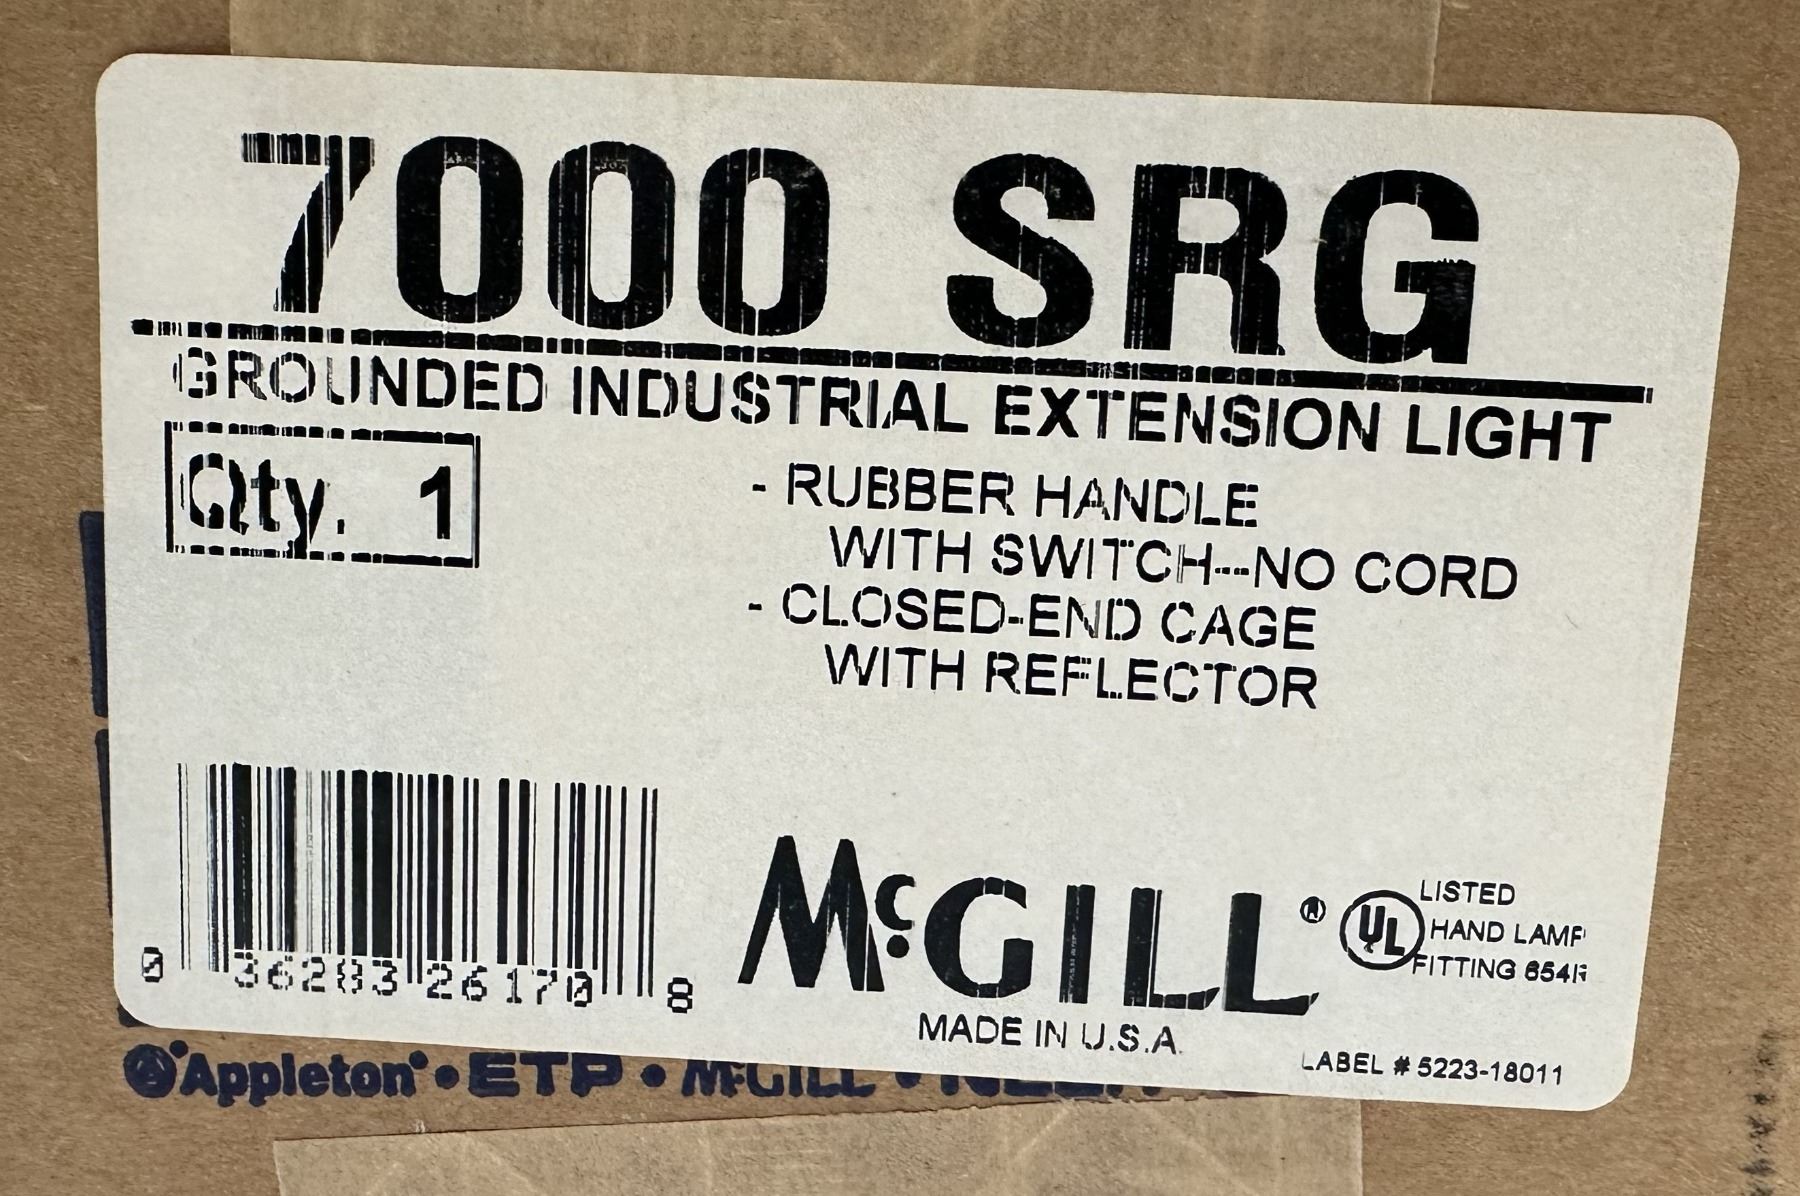 7000 SRG
GROUNDED INDUSTRIAL EXTENSION LIGHT
Qty. 1
- RUBBER HANDLE
WITH SWITCH---NO CORD
- CLOSED-END CAGE
WITH REFLECTOR
0 36283 26170 8
McGILL®
MADE IN U.S.A.
UL
LISTED
HAND LAMP
FITTING
LABEL # 5223-18011
Appleton • ETP • McGILL •